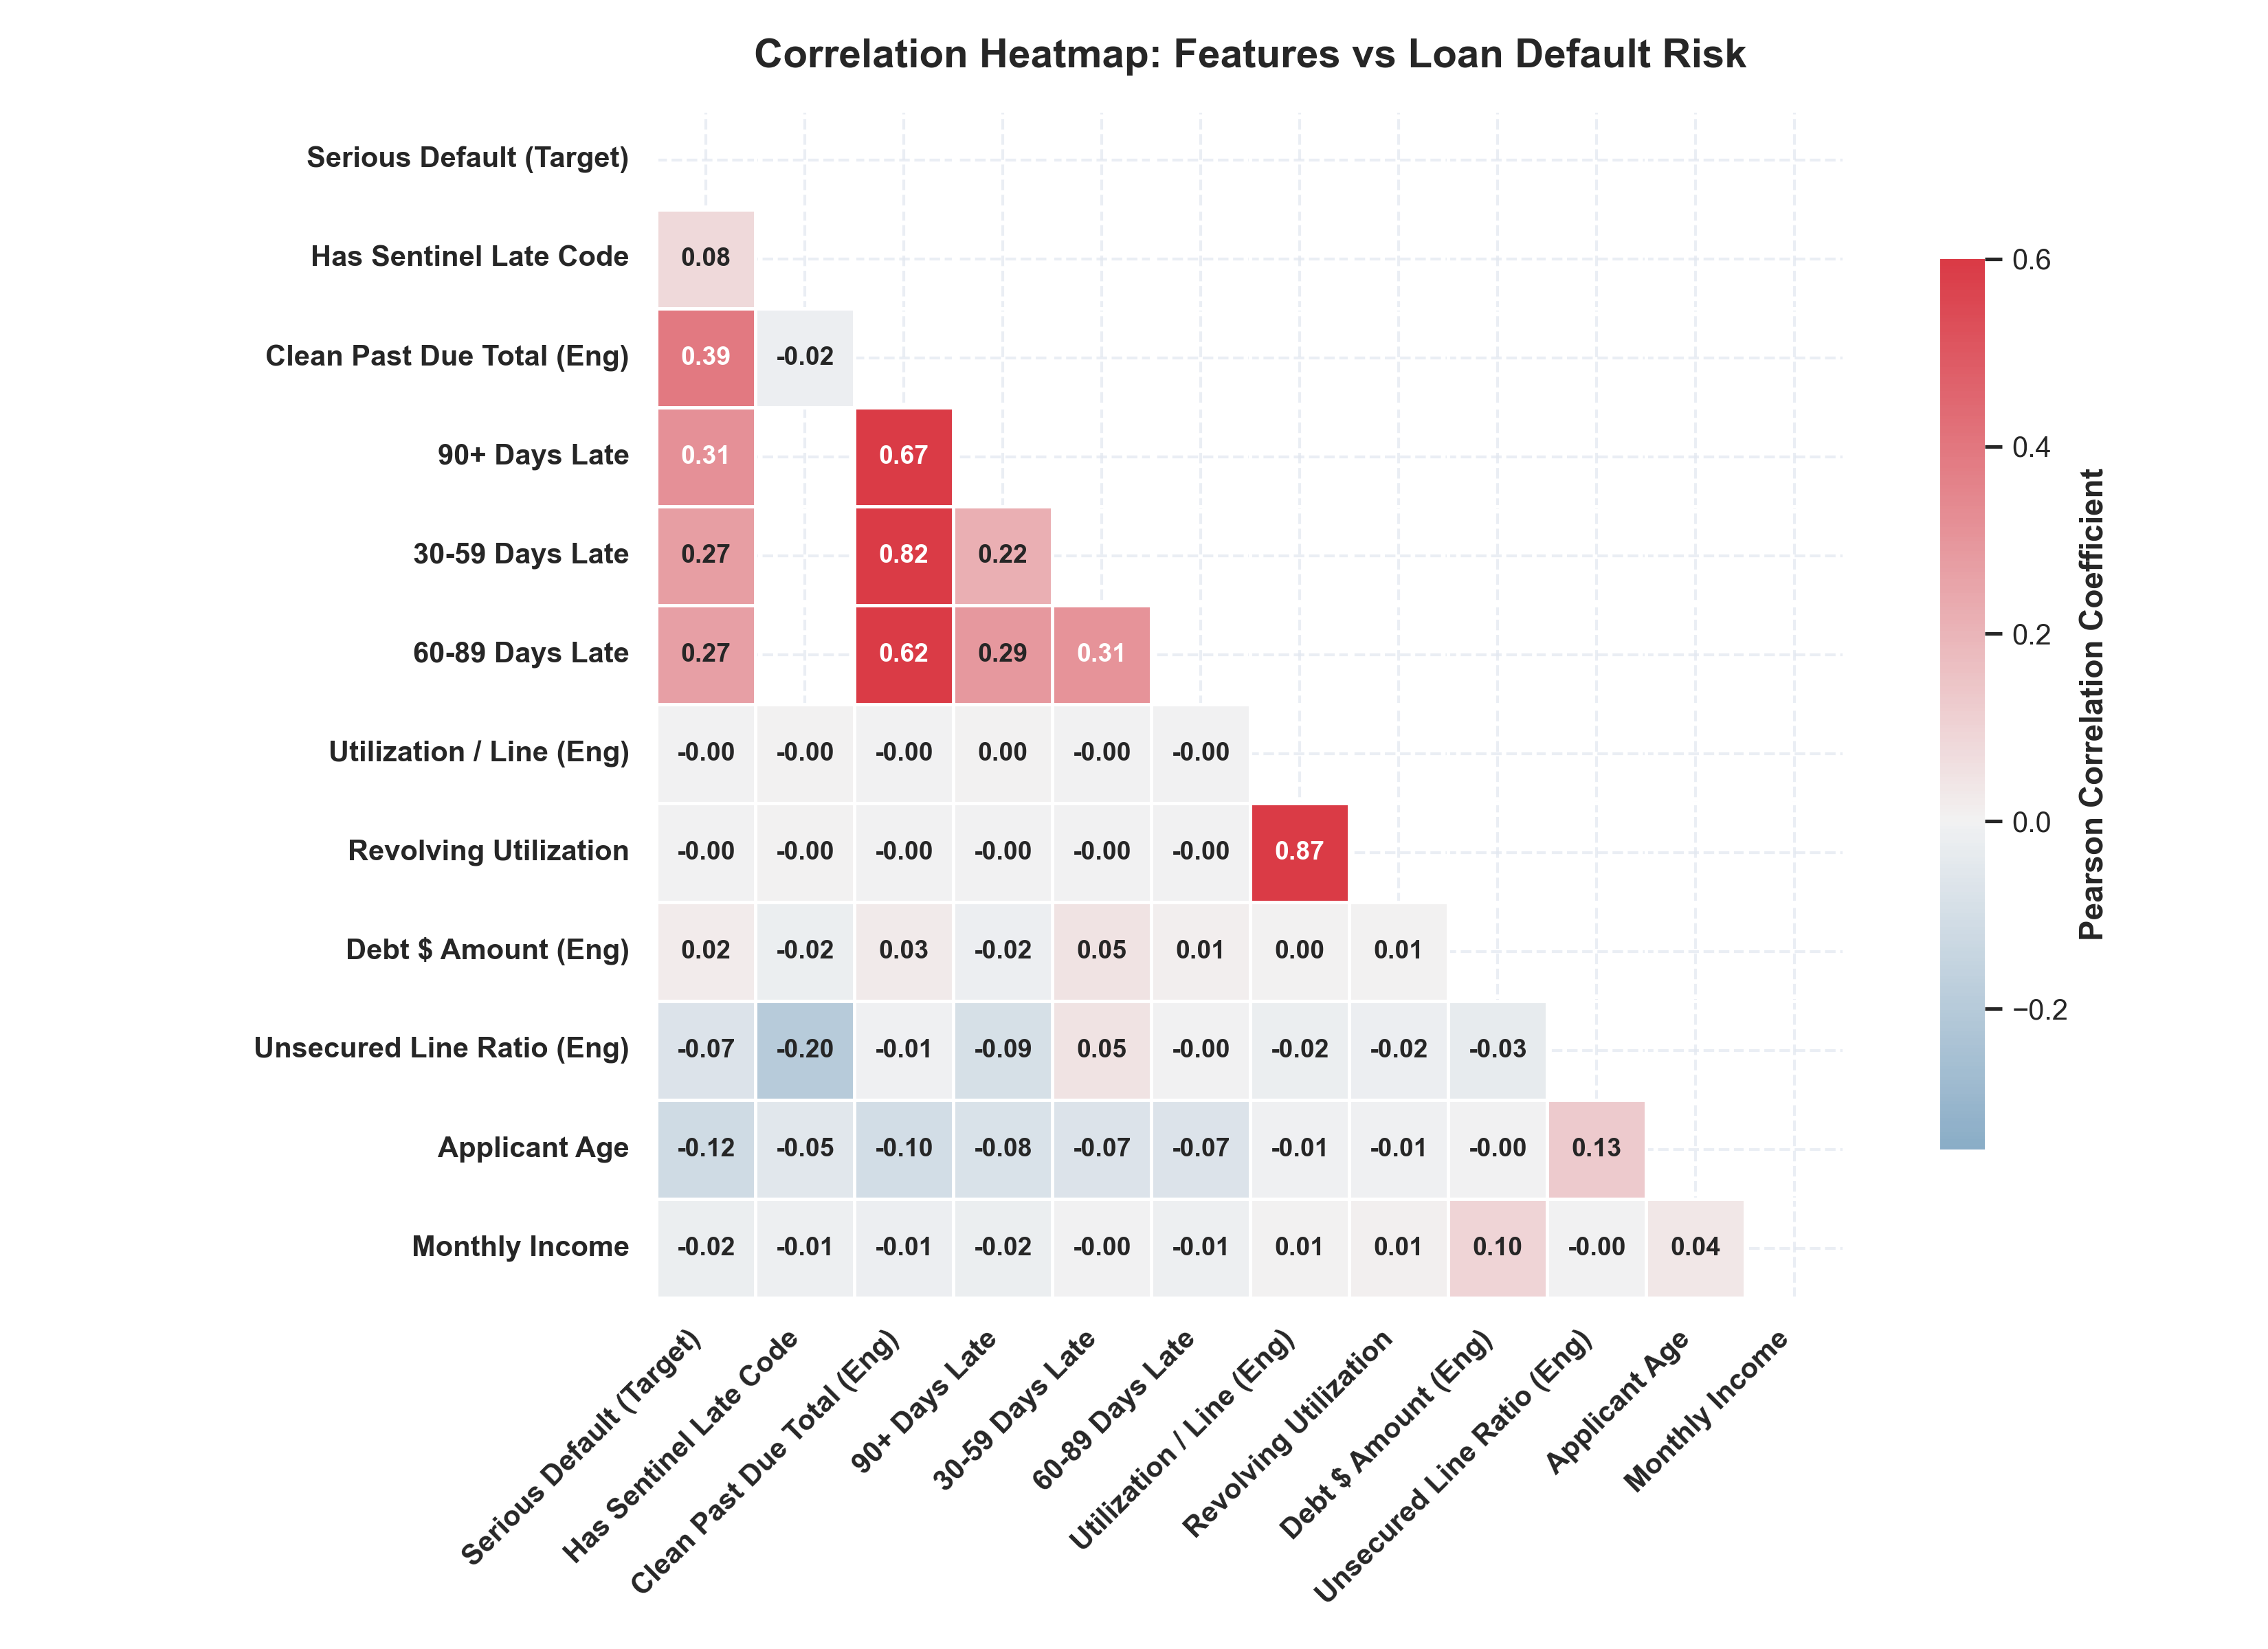 Correlation Heatmap: Features vs Loan Default Risk
Serious Default (Target)
Has Sentinel Late Code 0.08
Clean Past Due Total (Eng) 0.39 -0.02
90+ Days Late 0.31 0.67
30-59 Days Late 0.27 0.82 0.22
60-89 Days Late 0.27 0.62 0.29 0.31
Utilization / Line (Eng) -0.00 -0.00 -0.00 0.00 -0.00 -0.00
Revolving Utilization -0.00 -0.00 -0.00 -0.00 -0.00 -0.00 0.87
Debt $ Amount (Eng) 0.02 -0.02 0.03 -0.02 0.05 0.01 0.00 0.01
Unsecured Line Ratio (Eng) -0.07 -0.20 -0.01 -0.09 0.05 -0.00 -0.02 -0.02 -0.03
Applicant Age -0.12 -0.05 -0.10 -0.08 -0.07 -0.07 -0.01 -0.01 -0.00 0.13
Monthly Income -0.02 -0.01 -0.01 -0.02 -0.00 -0.01 0.01 0.01 0.10 -0.00 0.04
Serious Default (Target)
Has Sentinel Late Code
Clean Past Due Total (Eng)
90+ Days Late
30-59 Days Late
60-89 Days Late
Utilization / Line (Eng)
Revolving Utilization
Debt $ Amount (Eng)
Unsecured Line Ratio (Eng)
Applicant Age
Monthly Income
0.6
0.4
0.2
0.0
−0.2
Pearson Correlation Coefficient